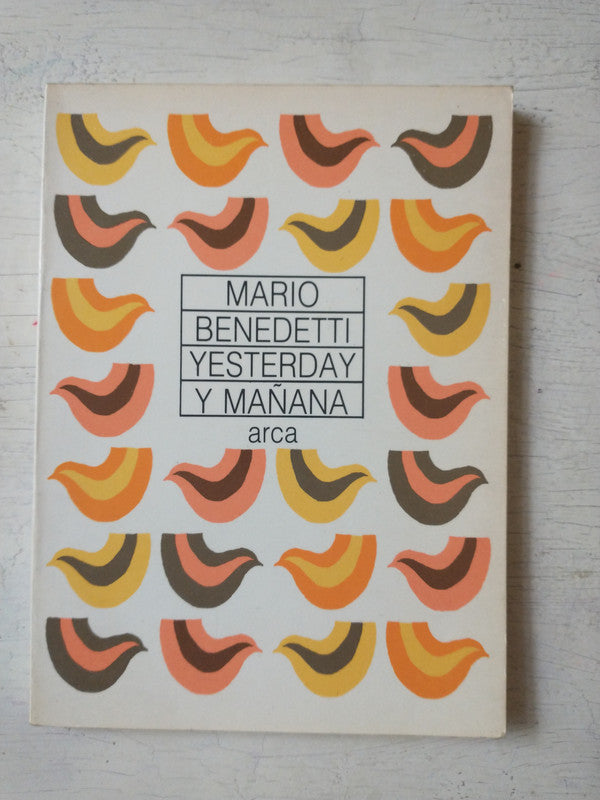 MARIO
BENEDETTI
YESTERDAY
Y MAÑANA
arca